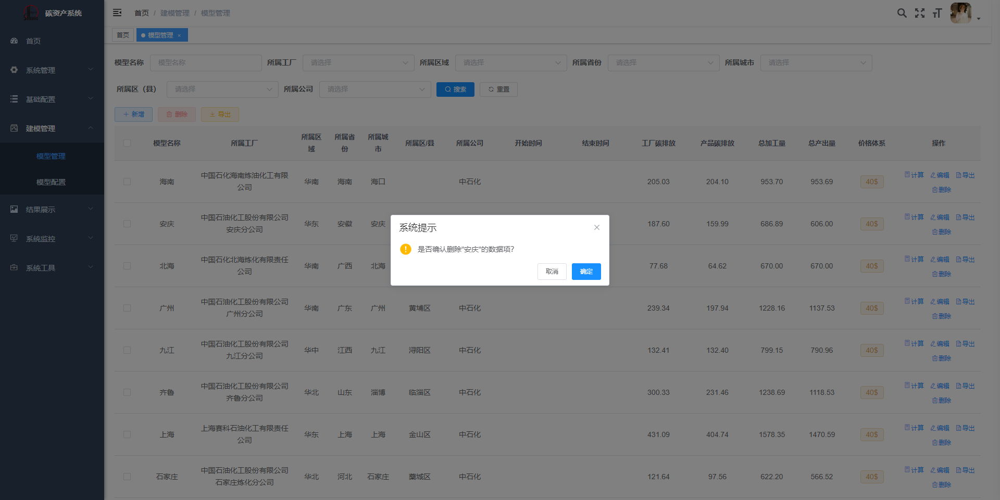 碳资产系统
首页 / 建模管理 / 模型管理
首页
模型管理 ×
首页
系统管理
基础配置
建模管理
模型管理
模型配置
结果展示
系统监控
系统工具
模型名称 模型名称 所属工厂 请选择 所属区域 请选择 所属省份 请选择 所属城市 请选择
所属区（县） 请选择 所属公司 请选择 搜索 重置
新增 删除 导出
模型名称 所属工厂 所属区域 所属省份 所属城市 所属区/县 所属公司 开始时间 结束时间 工厂碳排放 产品碳排放 总加工量 总产出量 价格体系 操作
海南 中国石化海南炼油化工有限公司 华南 海南 海口 中石化 205.03 204.10 953.70 953.69 40$ 计算 编辑 导出 删除
安庆 中国石油化工股份有限公司安庆分公司 华东 安徽 安庆 187.60 159.99 686.89 606.00 40$ 计算 编辑 导出 删除
北海 中国石化北海炼化有限责任公司 华南 广西 北海 77.68 64.62 670.00 670.00 40$ 计算 编辑 导出 删除
广州 中国石油化工股份有限公司广州分公司 华南 广东 广州 黄埔区 中石化 239.34 197.94 1228.16 1137.53 40$ 计算 编辑 导出 删除
九江 中国石油化工股份有限公司九江分公司 华中 江西 九江 浔阳区 中石化 132.41 132.40 799.15 790.96 40$ 计算 编辑 导出 删除
齐鲁 中国石油化工股份有限公司齐鲁分公司 华北 山东 淄博 临淄区 中石化 300.33 231.46 1238.69 1118.53 40$ 计算 编辑 导出 删除
上海 上海赛科石油化工有限责任公司 华东 上海 上海 金山区 中石化 431.09 404.74 1578.35 1470.59 40$ 计算 编辑 导出 删除
石家庄 中国石油化工股份有限公司石家庄炼化分公司 华北 河北 石家庄 藁城区 中石化 121.64 97.56 622.20 566.52 40$ 计算 编辑 导出 删除
系统提示
是否确认删除"安庆"的数据项?
取消 确定